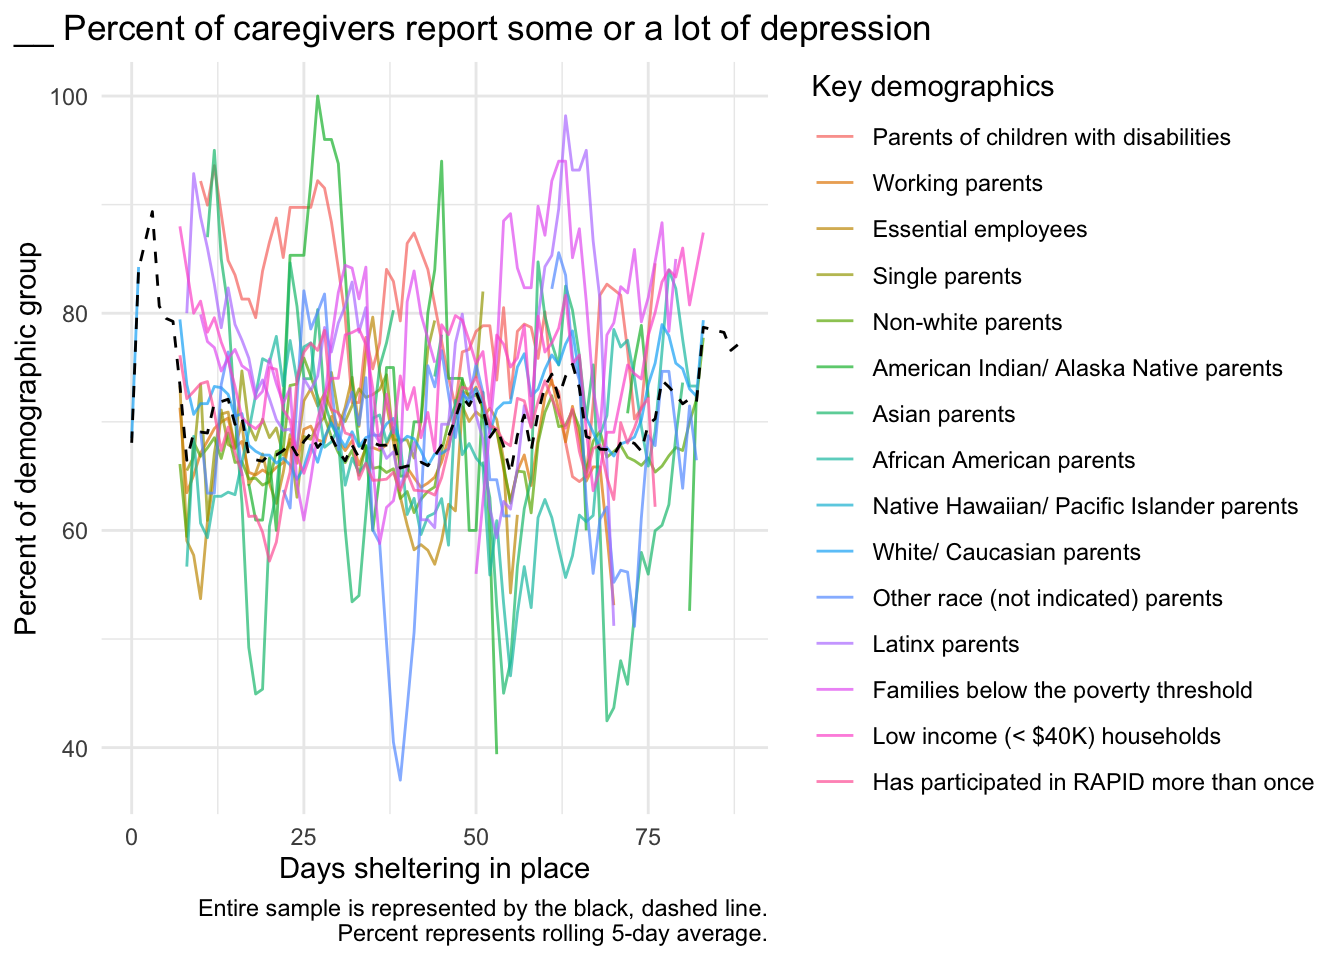 __ Percent of caregivers report some or a lot of depression
Percent of demographic group
100
80
60
40
0
25
50
75
Days sheltering in place
Entire sample is represented by the black, dashed line.
Percent represents rolling 5-day average.
Key demographics
Parents of children with disabilities
Working parents
Essential employees
Single parents
Non-white parents
American Indian/ Alaska Native parents
Asian parents
African American parents
Native Hawaiian/ Pacific Islander parents
White/ Caucasian parents
Other race (not indicated) parents
Latinx parents
Families below the poverty threshold
Low income (< $40K) households
Has participated in RAPID more than once